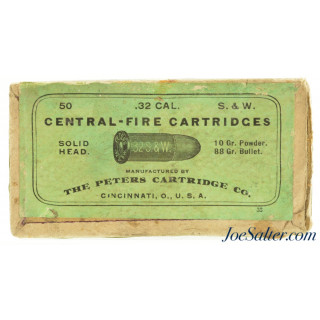 50 .32 CAL. S. & W.
CENTRAL-FIRE CARTRIDGES
SOLID HEAD.
.32 S.&W.
10 Gr. Powder.
88 Gr. Bullet.
MANUFACTURED BY
THE PETERS CARTRIDGE CO.
CINCINNATI, O., U. S. A.
JoeSalter.com